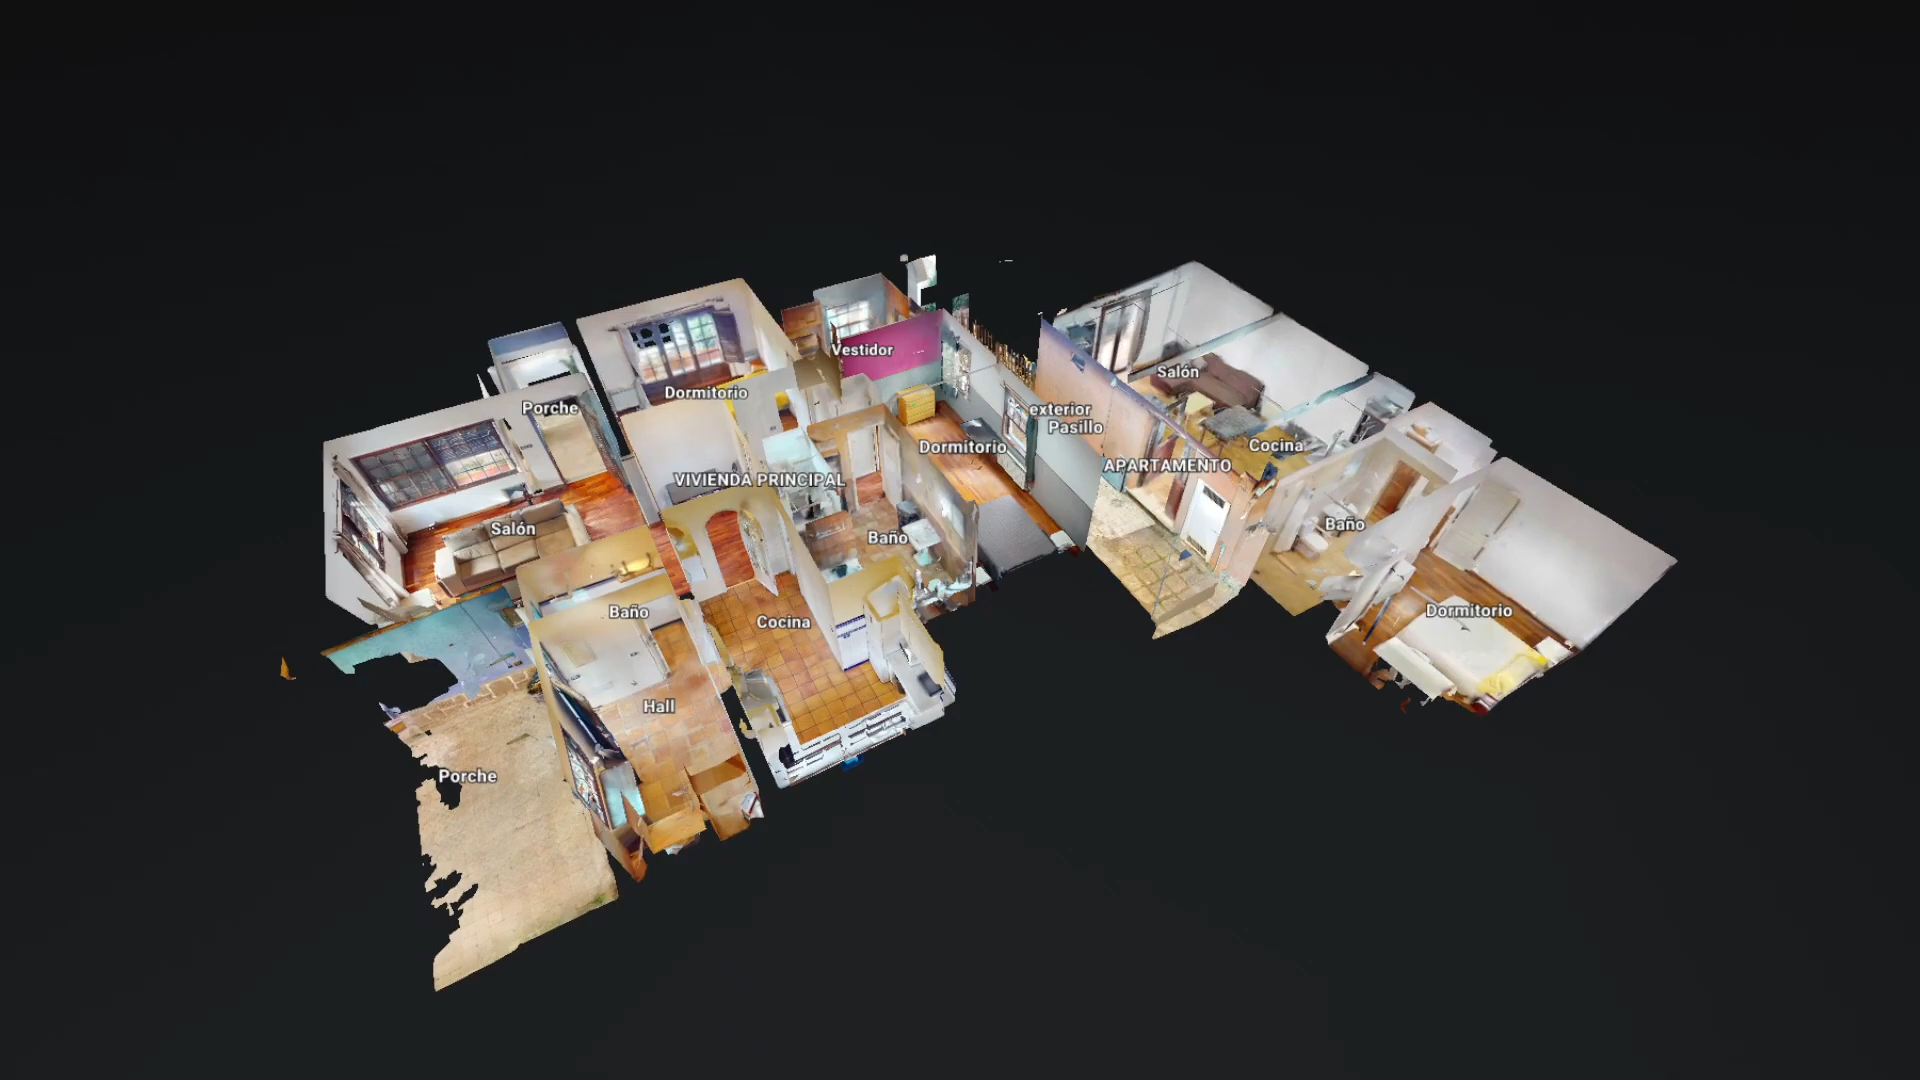 Vestidor
Salón
Dormitorio
Porche
exterior
Pasillo
Dormitorio
Cocina
APARTAMENTO
VIVIENDA PRINCIPAL
Salón
Baño
Baño
Baño
Dormitorio
Cocina
Hall
Porche